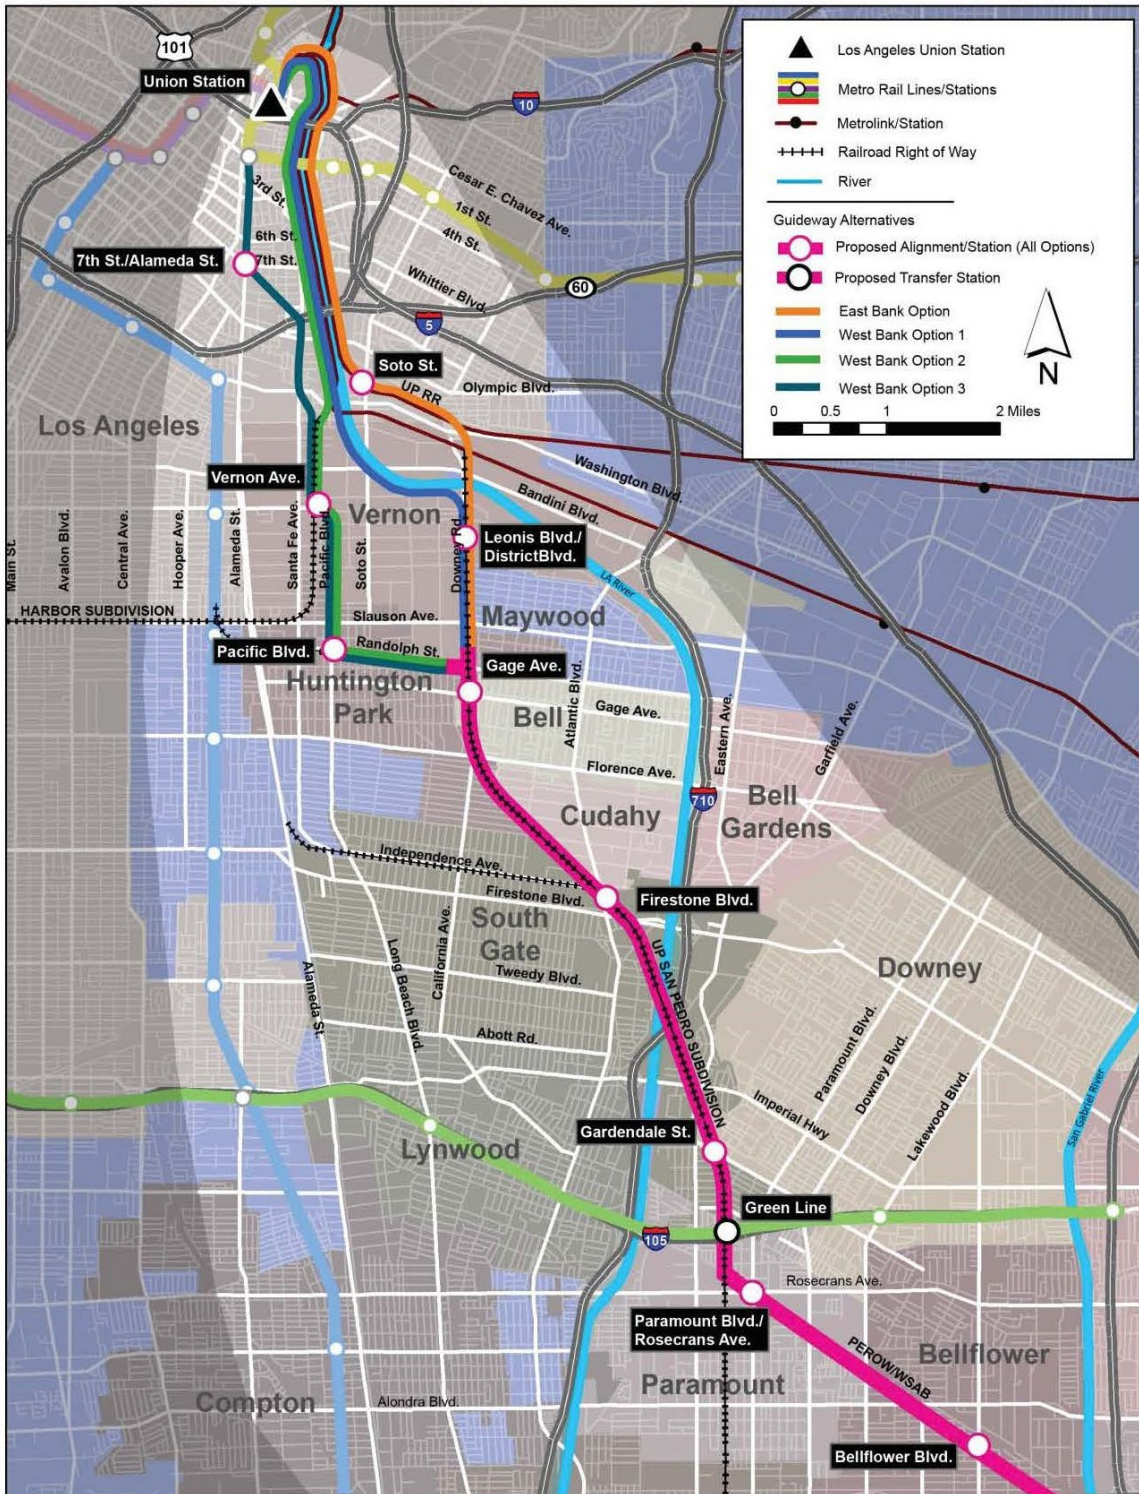 101
Union Station
10
Cesar E. Chavez Ave.
1st St.
4th St.
3rd St.
6th St.
7th St./Alameda St.
7th St.
Whittier Blvd.
60
5
Soto St.
UP RR
Olympic Blvd.
Los Angeles
Washington Blvd.
Bandini Blvd.
Vernon Ave.
Vernon
Leonis Blvd./
DistrictBlvd.
Main St.
Avalon Blvd.
Central Ave.
Hooper Ave.
Alameda St.
Santa Fe Ave.
Pacific Blvd.
Soto St.
Downey Rd.
LA River
HARBOR SUBDIVISION
Slauson Ave.
Maywood
Pacific Blvd.
Randolph St.
Gage Ave.
Huntington
Park
Bell
Atlantic Blvd.
Gage Ave.
Eastern Ave.
Garfield Ave.
Florence Ave.
710
Cudahy
Bell
Gardens
Independence Ave.
Firestone Blvd.
Firestone Blvd.
South
Gate
California Ave.
Long Beach Blvd.
Alameda St.
Tweedy Blvd.
Abott Rd.
UP SAN PEDRO SUBDIVISION
Downey
Paramount Blvd.
Downey Blvd.
Lakewood Blvd.
Imperial Hwy
San Gabriel River
Gardendale St.
Lynwood
Green Line
105
Rosecrans Ave.
Paramount Blvd./
Rosecrans Ave.
PEROW/WSAB
Bellflower
Paramount
Compton
Alondra Blvd.
Bellflower Blvd.
Los Angeles Union Station
Metro Rail Lines/Stations
Metrolink/Station
Railroad Right of Way
River
Guideway Alternatives
Proposed Alignment/Station (All Options)
Proposed Transfer Station
East Bank Option
West Bank Option 1
West Bank Option 2
West Bank Option 3
N
0 0.5 1 2 Miles